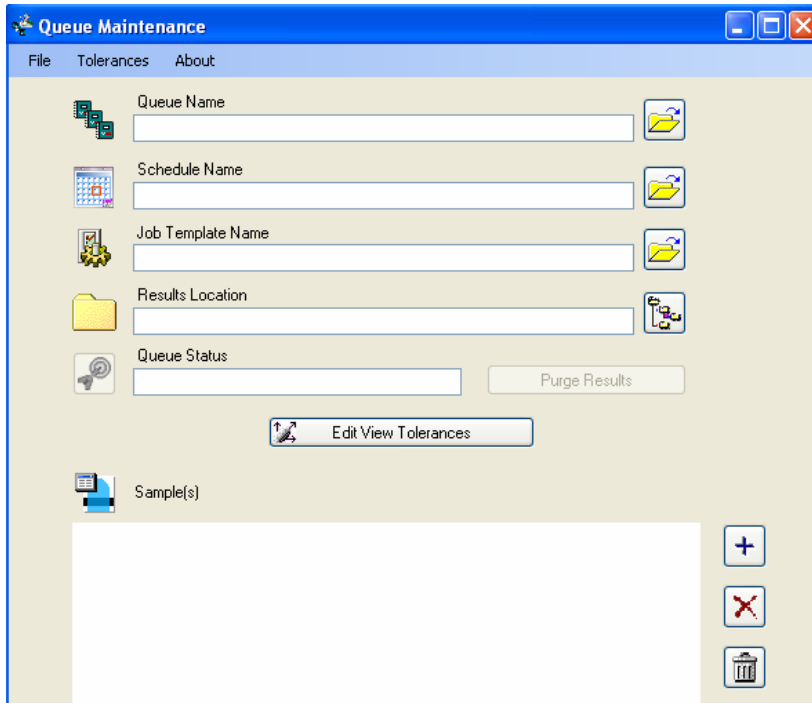 Queue Maintenance
File Tolerances About
Queue Name
Schedule Name
Job Template Name
Results Location
Queue Status
Purge Results
Edit View Tolerances
Sample(s)